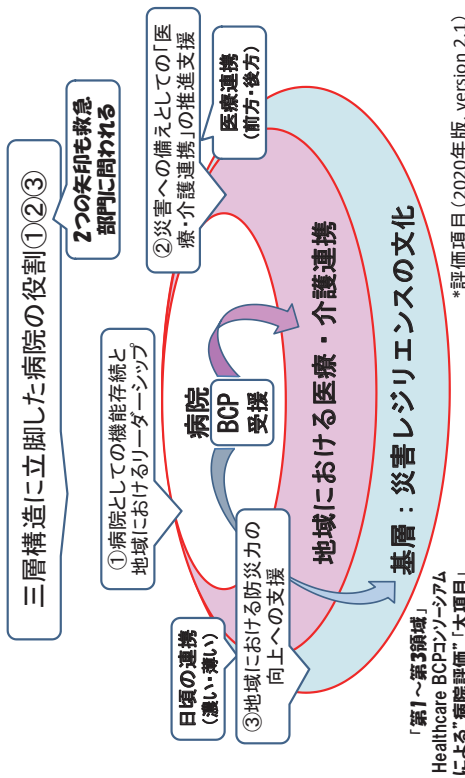 三層構造に立脚した病院の役割①②③
2つの矢印も救急
部門に問われる
①病院としての機能存続と
地域におけるリーダーシップ
②災害への備えとしての「医
療・介護連携」の推進支援
医療連携
(前方・後方)
日頃の連携
(濃い・薄い)
③地域における防災力の
向上への支援
病院
BCP
受援
地域における医療・介護連携
基層:災害レジリエンスの文化
「第1~第3領域」
Healthcare BCPコンソーシアム
による"病院評価"「大項目」
*評価項目(2020年版、version 2.1)